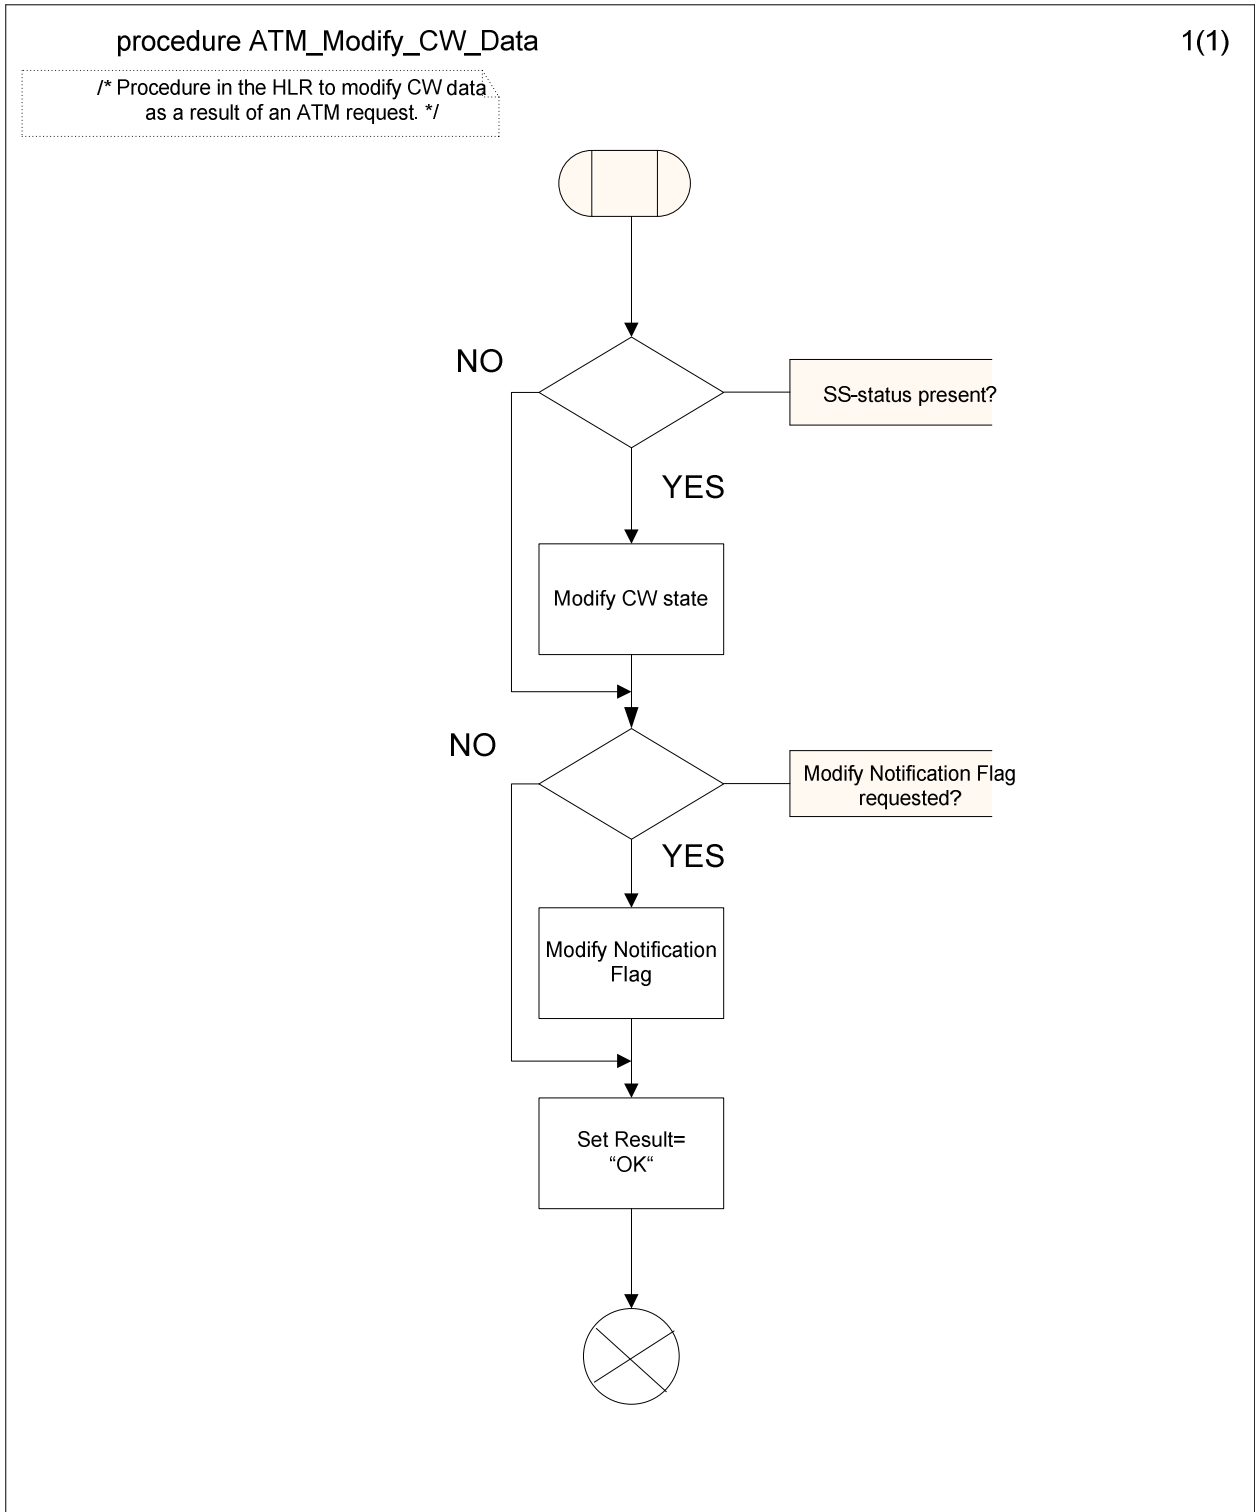 procedure ATM_Modify_CW_Data
1(1)
/* Procedure in the HLR to modify CW data
as a result of an ATM request. */
NO
SS-status present?
YES
Modify CW state
NO
Modify Notification Flag
requested?
YES
Modify Notification
Flag
Set Result=
“OK“